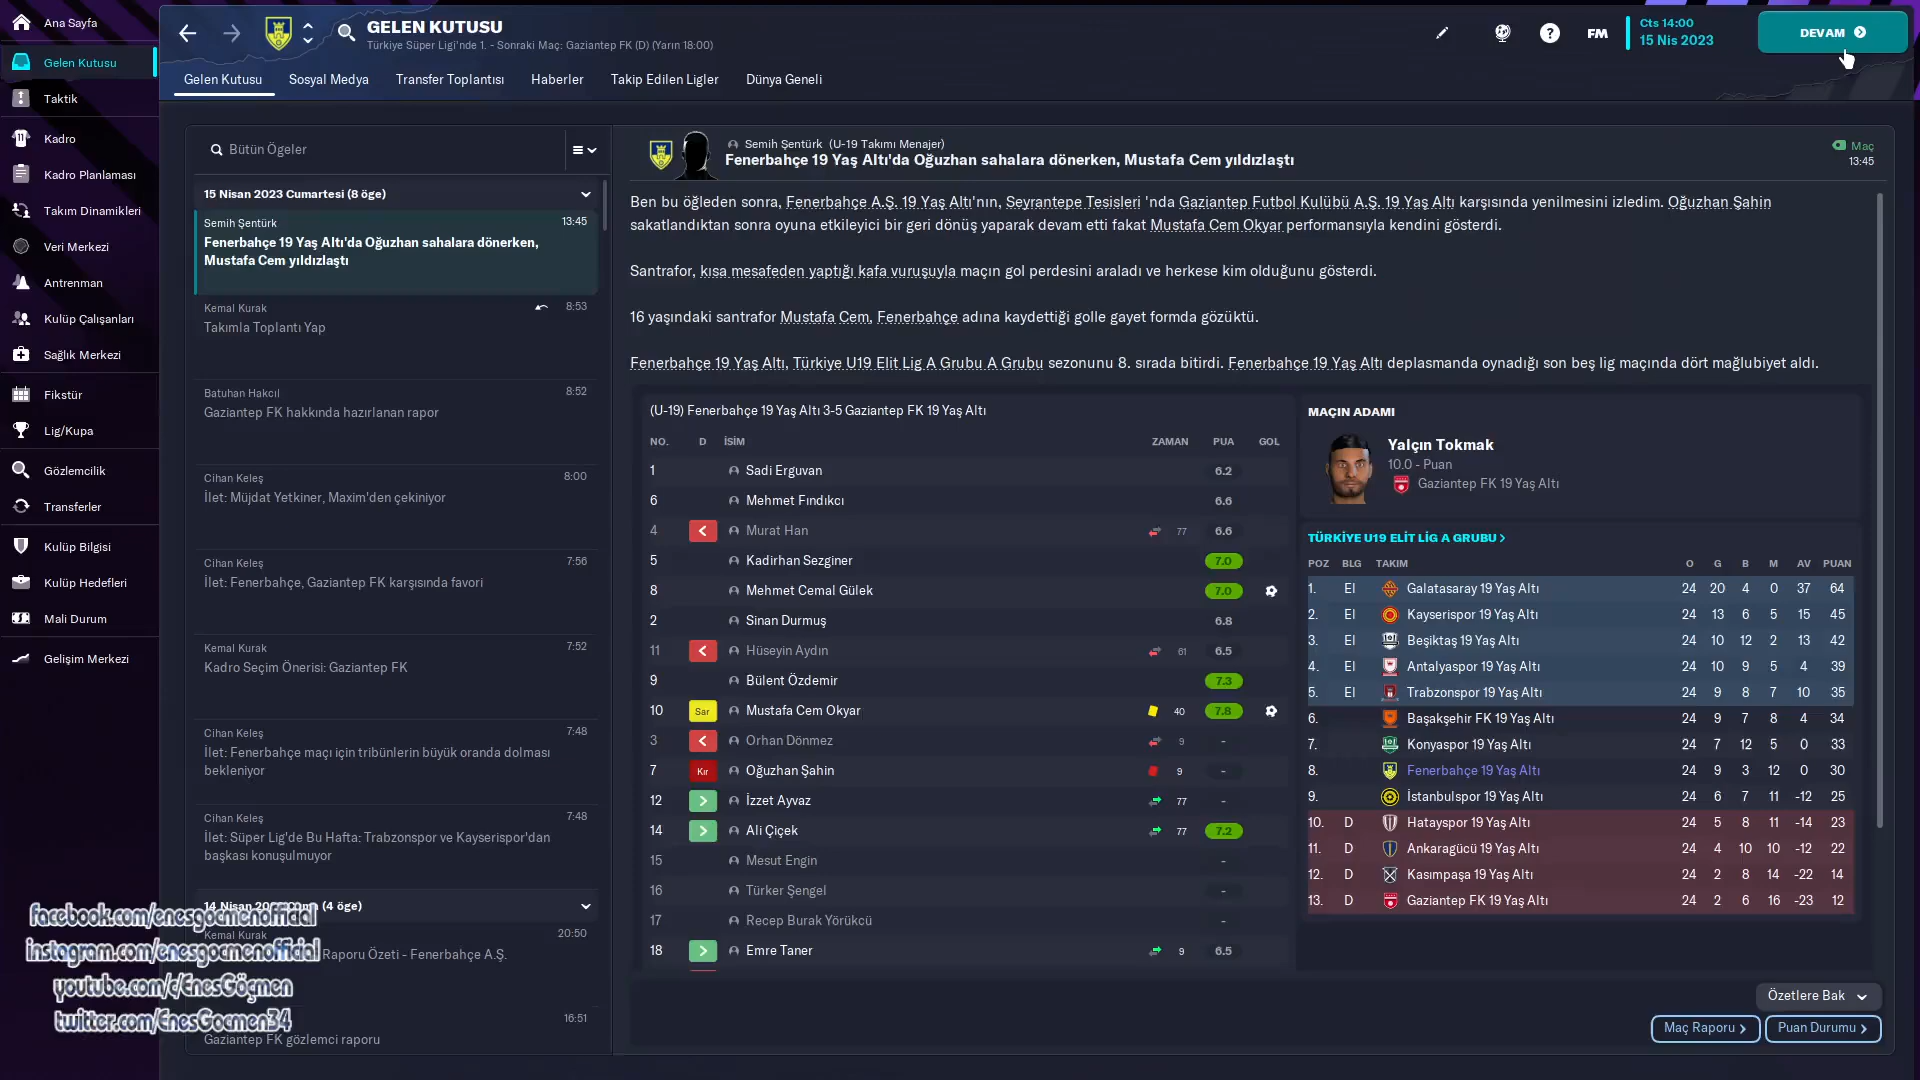 Ana Sayfa
Gelen Kutusu
Taktik
Kadro
Kadro Planlaması
Takım Dinamikleri
Veri Merkezi
Antrenman
Kulüp Çalışanları
Sağlık Merkezi
Fikstür
Lig/Kupa
Gözlemcilik
Transferler
Kulüp Bilgisi
Kulüp Hedefleri
Mali Durum
Gelişim Merkezi
GELEN KUTUSU
Türkiye Süper Ligi'nde 1. - Sonraki Maç: Gaziantep FK (D) (Yarın 18:00)
FM
Cts 14:00
15 Nis 2023
DEVAM
Gelen Kutusu Sosyal Medya Transfer Toplantısı Haberler Takip Edilen Ligler Dünya Geneli
Bütün Ögeler
15 Nisan 2023 Cumartesi (8 öge)
Semih Şentürk 13:45
Fenerbahçe 19 Yaş Altı'da Oğuzhan sahalara dönerken,
Mustafa Cem yıldızlaştı
Kemal Kurak 8:53
Takımla Toplantı Yap
Batuhan Hakcıl 8:52
Gaziantep FK hakkında hazırlanan rapor
Cihan Keleş 8:00
İlet: Müjdat Yetkiner, Maxim'den çekiniyor
Cihan Keleş 7:56
İlet: Fenerbahçe, Gaziantep FK karşısında favori
Kemal Kurak 7:52
Kadro Seçim Önerisi: Gaziantep FK
Cihan Keleş 7:48
İlet: Fenerbahçe maçı için tribünlerin büyük oranda dolması
bekleniyor
Cihan Keleş 7:48
İlet: Süper Lig'de Bu Hafta: Trabzonspor ve Kayserispor'dan
başkası konuşulmuyor
14 Nisan 2023 Cuma (4 öge)
Kemal Kurak 20:50
Raporu Özeti - Fenerbahçe A.Ş.
16:51
Gaziantep FK gözlemci raporu
facebook.com/enesgocmenofficial
instagram.com/enesgocmenofficial
youtube.com/c/EnesGöçmen
twitter.com/EnesGocmen34
Semih Şentürk (U-19 Takımı Menajer)
Fenerbahçe 19 Yaş Altı'da Oğuzhan sahalara dönerken, Mustafa Cem yıldızlaştı
Maç
13:45
Ben bu öğleden sonra, Fenerbahçe A.Ş. 19 Yaş Altı'nın, Seyrantepe Tesisleri 'nda Gaziantep Futbol Kulübü A.Ş. 19 Yaş Altı karşısında yenilmesini izledim. Oğuzhan Şahin
sakatlandıktan sonra oyuna etkileyici bir geri dönüş yaparak devam etti fakat Mustafa Cem Okyar performansıyla kendini gösterdi.
Santrafor, kısa mesafeden yaptığı kafa vuruşuyla maçın gol perdesini araladı ve herkese kim olduğunu gösterdi.
16 yaşındaki santrafor Mustafa Cem, Fenerbahçe adına kaydettiği golle gayet formda gözüktü.
Fenerbahçe 19 Yaş Altı, Türkiye U19 Elit Lig A Grubu A Grubu sezonunu 8. sırada bitirdi. Fenerbahçe 19 Yaş Altı deplasmanda oynadığı son beş lig maçında dört mağlubiyet aldı.
(U-19) Fenerbahçe 19 Yaş Altı 3-5 Gaziantep FK 19 Yaş Altı
NO. D İSİM ZAMAN PUA GOL
1 Sadi Erguvan 6.2
6 Mehmet Fındıkcı 6.6
4 Murat Han 77 6.6
5 Kadirhan Sezginer 7.0
8 Mehmet Cemal Gülek 7.0
2 Sinan Durmuş 6.8
11 Hüseyin Aydın 61 6.5
9 Bülent Özdemir 7.3
10 Sar Mustafa Cem Okyar 40 7.8
3 Orhan Dönmez 9 -
7 Kır Oğuzhan Şahin 9 -
12 İzzet Ayvaz 77 -
14 Ali Çiçek 77 7.2
15 Mesut Engin -
16 Türker Şengel -
17 Recep Burak Yörükcü -
18 Emre Taner 9 6.5
MAÇIN ADAMI
Yalçın Tokmak
10.0 - Puan
Gaziantep FK 19 Yaş Altı
TÜRKİYE U19 ELİT LİG A GRUBU
POZ BLG TAKIM O G B M AV PUAN
1. El Galatasaray 19 Yaş Altı 24 20 4 0 37 64
2. El Kayserispor 19 Yaş Altı 24 13 6 5 15 45
3. El Beşiktaş 19 Yaş Altı 24 10 12 2 13 42
4. El Antalyaspor 19 Yaş Altı 24 10 9 5 4 39
5. El Trabzonspor 19 Yaş Altı 24 9 8 7 10 35
6. Başakşehir FK 19 Yaş Altı 24 9 7 8 4 34
7. Konyaspor 19 Yaş Altı 24 7 12 5 0 33
8. Fenerbahçe 19 Yaş Altı 24 9 3 12 0 30
9. İstanbulspor 19 Yaş Altı 24 6 7 11 -12 25
10. D Hatayspor 19 Yaş Altı 24 5 8 11 -14 23
11. D Ankaragücü 19 Yaş Altı 24 4 10 10 -12 22
12. D Kasımpaşa 19 Yaş Altı 24 2 8 14 -22 14
13. D Gaziantep FK 19 Yaş Altı 24 2 6 16 -23 12
Özetlere Bak
Maç Raporu
Puan Durumu